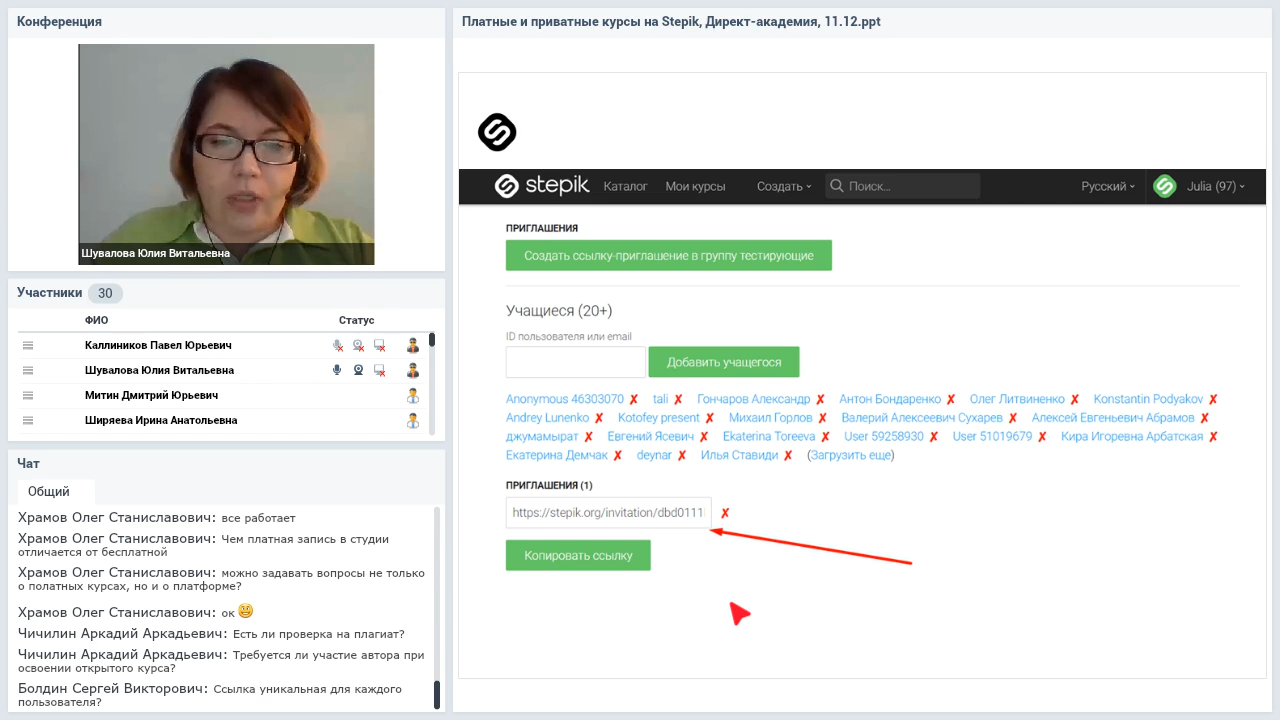 Конференция
Шувалова Юлия Витальевна
Участники 30
ФИО Статус
Каллиников Павел Юрьевич
Шувалова Юлия Витальевна
Митин Дмитрий Юрьевич
Ширяева Ирина Анатольевна
Чат
Общий
Храмов Олег Станиславович: все работает
Храмов Олег Станиславович: Чем платная запись в студии
отличается от бесплатной
Храмов Олег Станиславович: можно задавать вопросы не только
о полатных курсах, но и о платформе?
Храмов Олег Станиславович: ок
Чичилин Аркадий Аркадьевич: Есть ли проверка на плагиат?
Чичилин Аркадий Аркадьевич: Требуется ли участие автора при
освоении открытого курса?
Болдин Сергей Викторович: Ссылка уникальная для каждого
пользователя?
Платные и приватные курсы на Stepik, Директ-академия, 11.12.ppt
stepik Каталог Мои курсы Создать Поиск... Русский Julia (97)
ПРИГЛАШЕНИЯ
Создать ссылку-приглашение в группу тестирующие
Учащиеся (20+)
ID пользователя или email
Добавить учащегося
Anonymous 46303070 ✗ tali ✗ Гончаров Александр ✗ Антон Бондаренко ✗ Олег Литвиненко ✗ Konstantin Podyakov ✗
Andrey Lunenko ✗ Kotofey present ✗ Михаил Горлов ✗ Валерий Алексеевич Сухарев ✗ Алексей Евгеньевич Абрамов ✗
джумамырат ✗ Евгений Ясевич ✗ Ekaterina Toreeva ✗ User 59258930 ✗ User 51019679 ✗ Кира Игоревна Арбатская ✗
Екатерина Демчак ✗ deynar ✗ Илья Ставиди ✗ (Загрузить еще)
ПРИГЛАШЕНИЯ (1)
https://stepik.org/invitation/dbd0111 ✗
Копировать ссылку